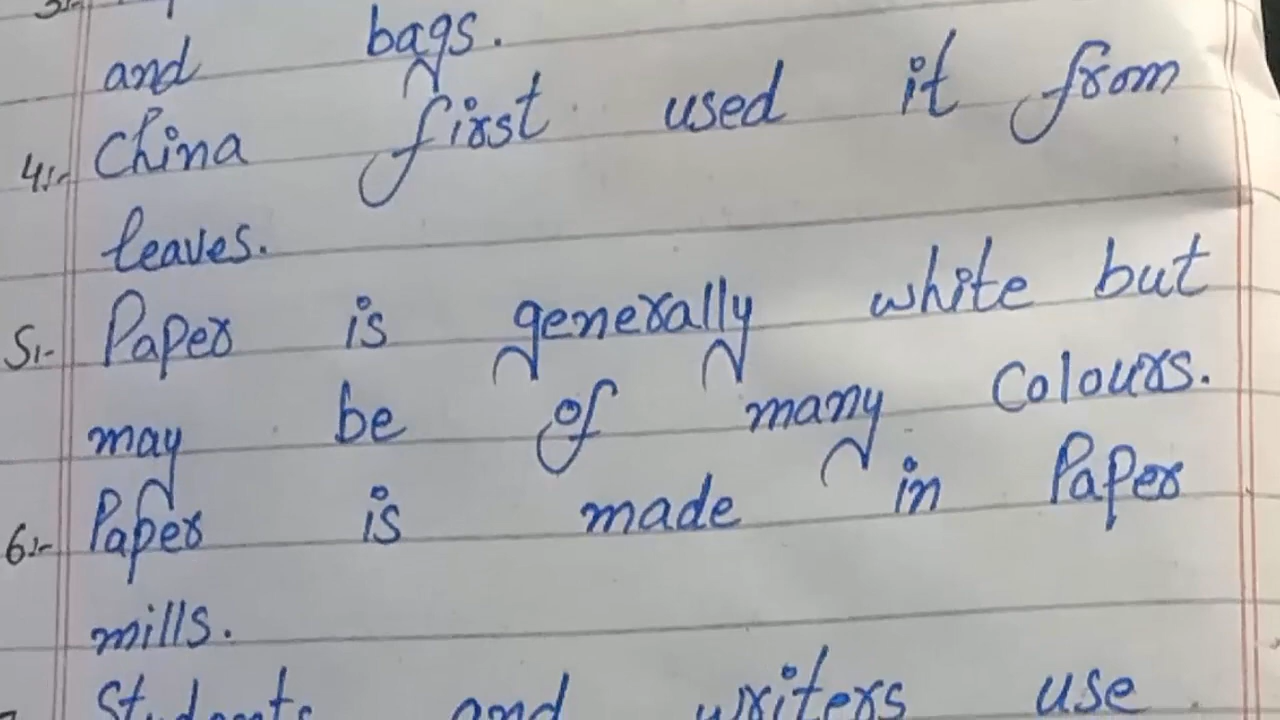 and bags.
4:- China first used it from
leaves.
5:- Paper is generally white but
may be of many colours.
6:- Paper is made in Paper
mills.
Students and writers use